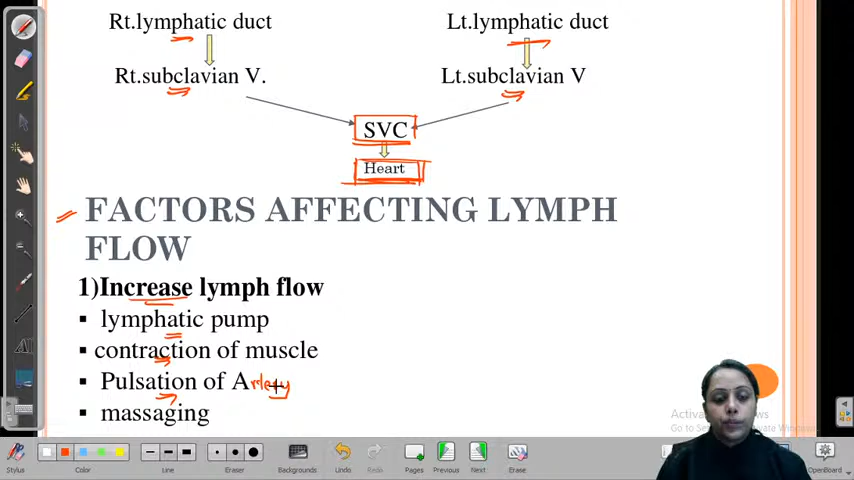 Rt.lymphatic duct Lt.lymphatic duct
Rt.subclavian V. Lt.subclavian V
SVC
Heart
FACTORS AFFECTING LYMPH
FLOW
1)Increase lymph flow
▪ lymphatic pump
▪ contraction of muscle
▪ Pulsation of Artery
▪ massaging
Stylus Color Line Eraser Backgrounds Undo Redo Pages Previous Next Erase OpenBoard